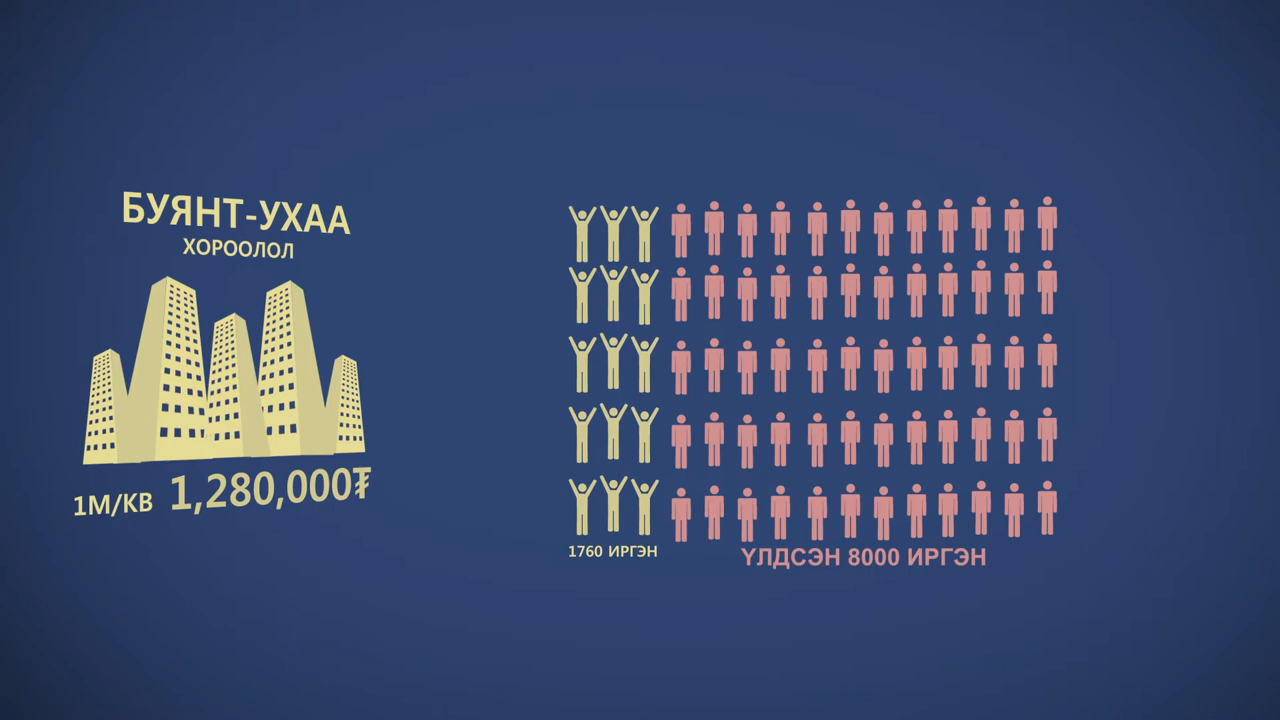 БУЯНТ-УХАА
ХОРООЛОЛ
1М/КВ 1,280,000₮
1760 ИРГЭН
ҮЛДСЭН 8000 ИРГЭН